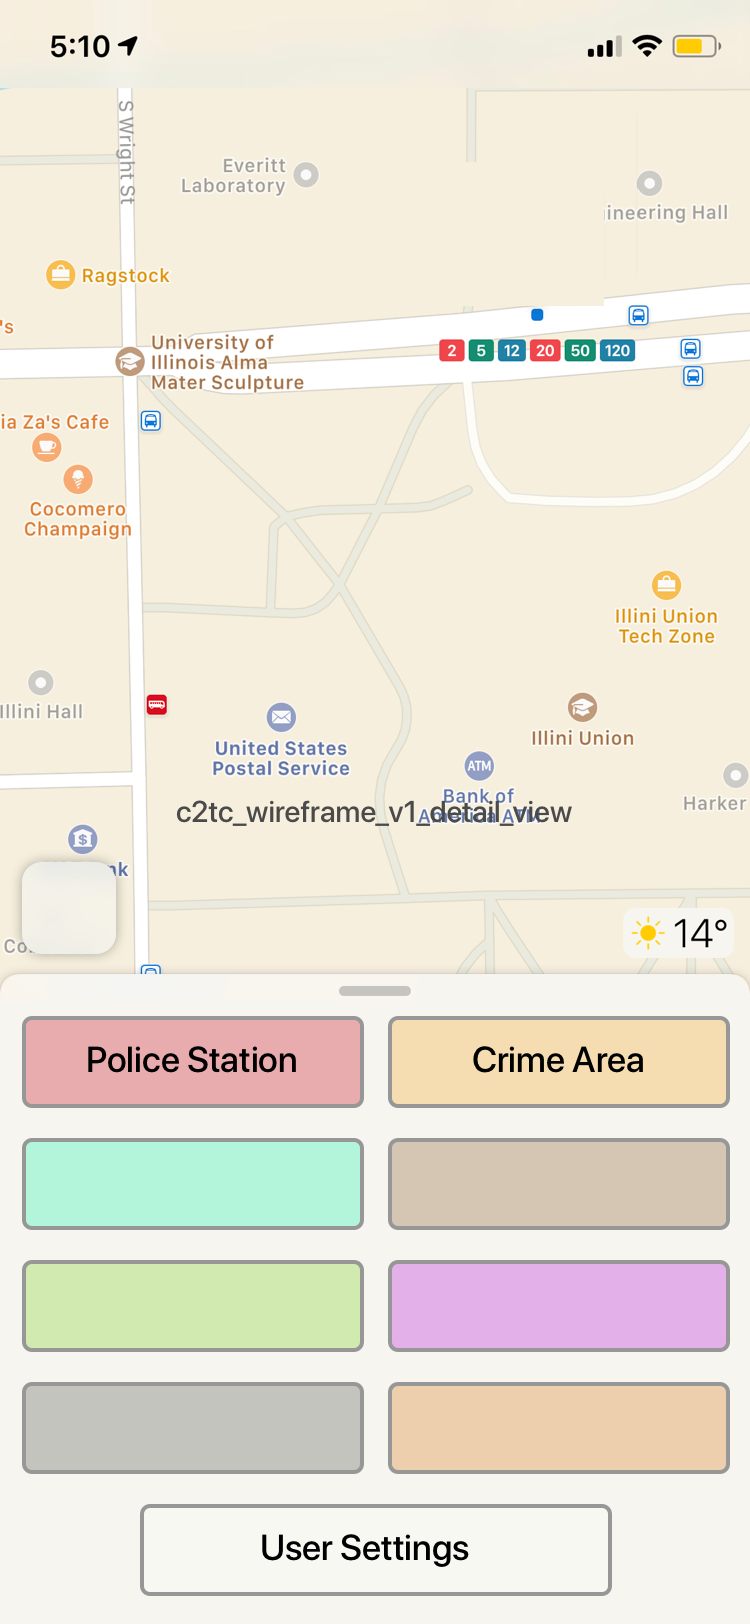 5:10
S Wright St
Everitt
Laboratory
ineering Hall
Ragstock
's
University of
Illinois Alma
Mater Sculpture
2 5 12 20 50 120
ia Za's Cafe
Cocomero
Champaign
Illini Union
Tech Zone
Illini Hall
United States
Postal Service
Illini Union
ATM
Bank of
America ATM
c2tc_wireframe_v1_detail_view
Harker
$
nk
Co
14°
Police Station
Crime Area
User Settings